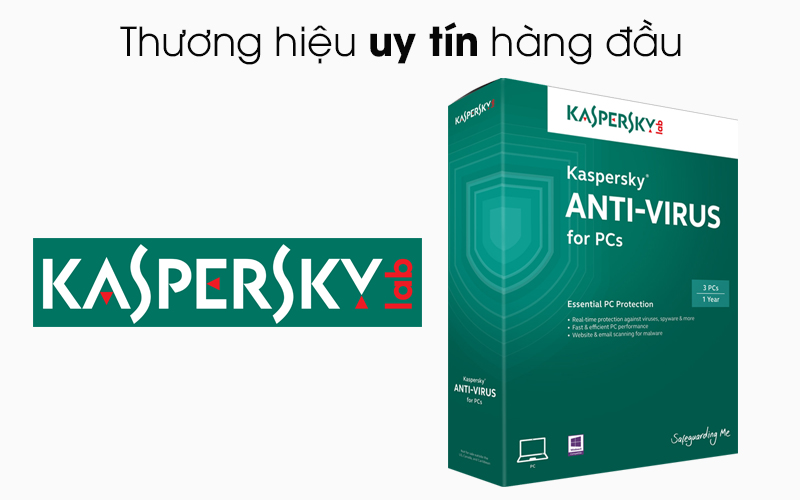 Thương hiệu uy tín hàng đầu
KASPERSKY lab
KASPERSKY lab
KASPERSKY lab
Kaspersky®
ANTI-VIRUS
for PCs
3 PCs
1 Year
Essential PC Protection
• Real-time protection against viruses, spyware & more
• Fast & efficient PC performance
• Website & email scanning for malware
Kaspersky®
ANTI-VIRUS
for PCs
PC
Safeguarding Me